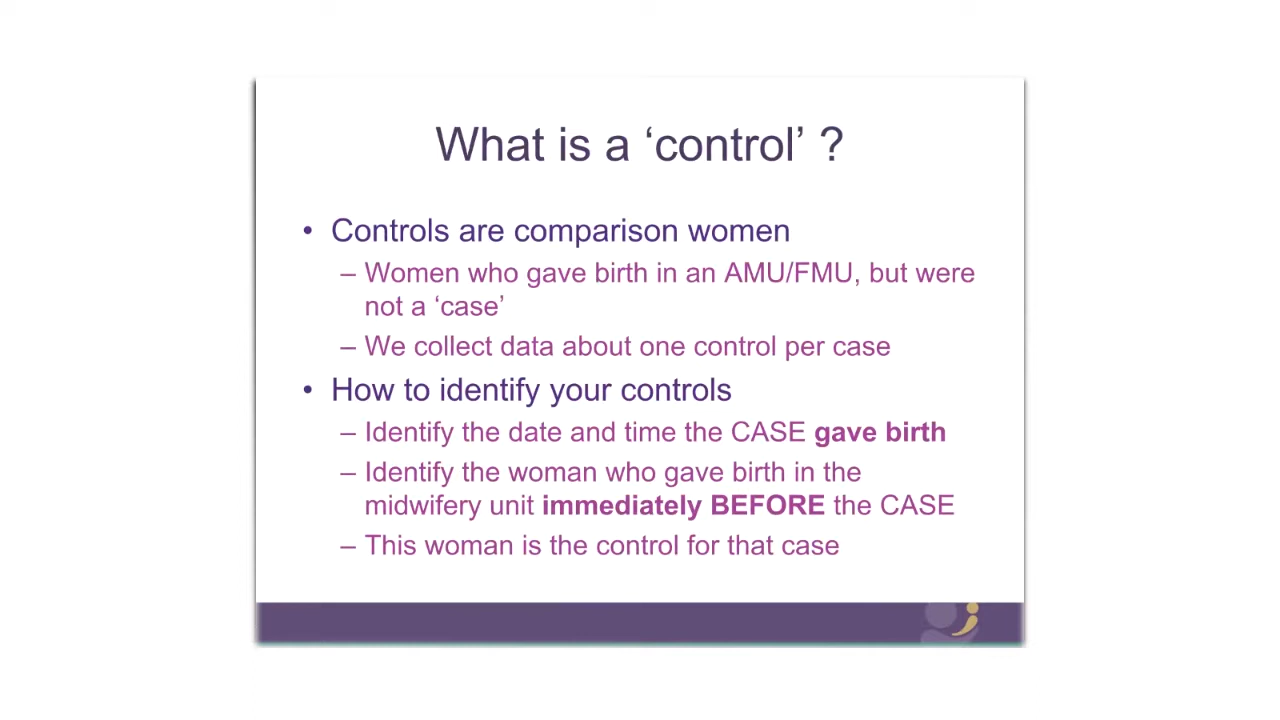 What is a ‘control’ ?
• Controls are comparison women
– Women who gave birth in an AMU/FMU, but were
not a ‘case’
– We collect data about one control per case
• How to identify your controls
– Identify the date and time the CASE gave birth
– Identify the woman who gave birth in the
midwifery unit immediately BEFORE the CASE
– This woman is the control for that case